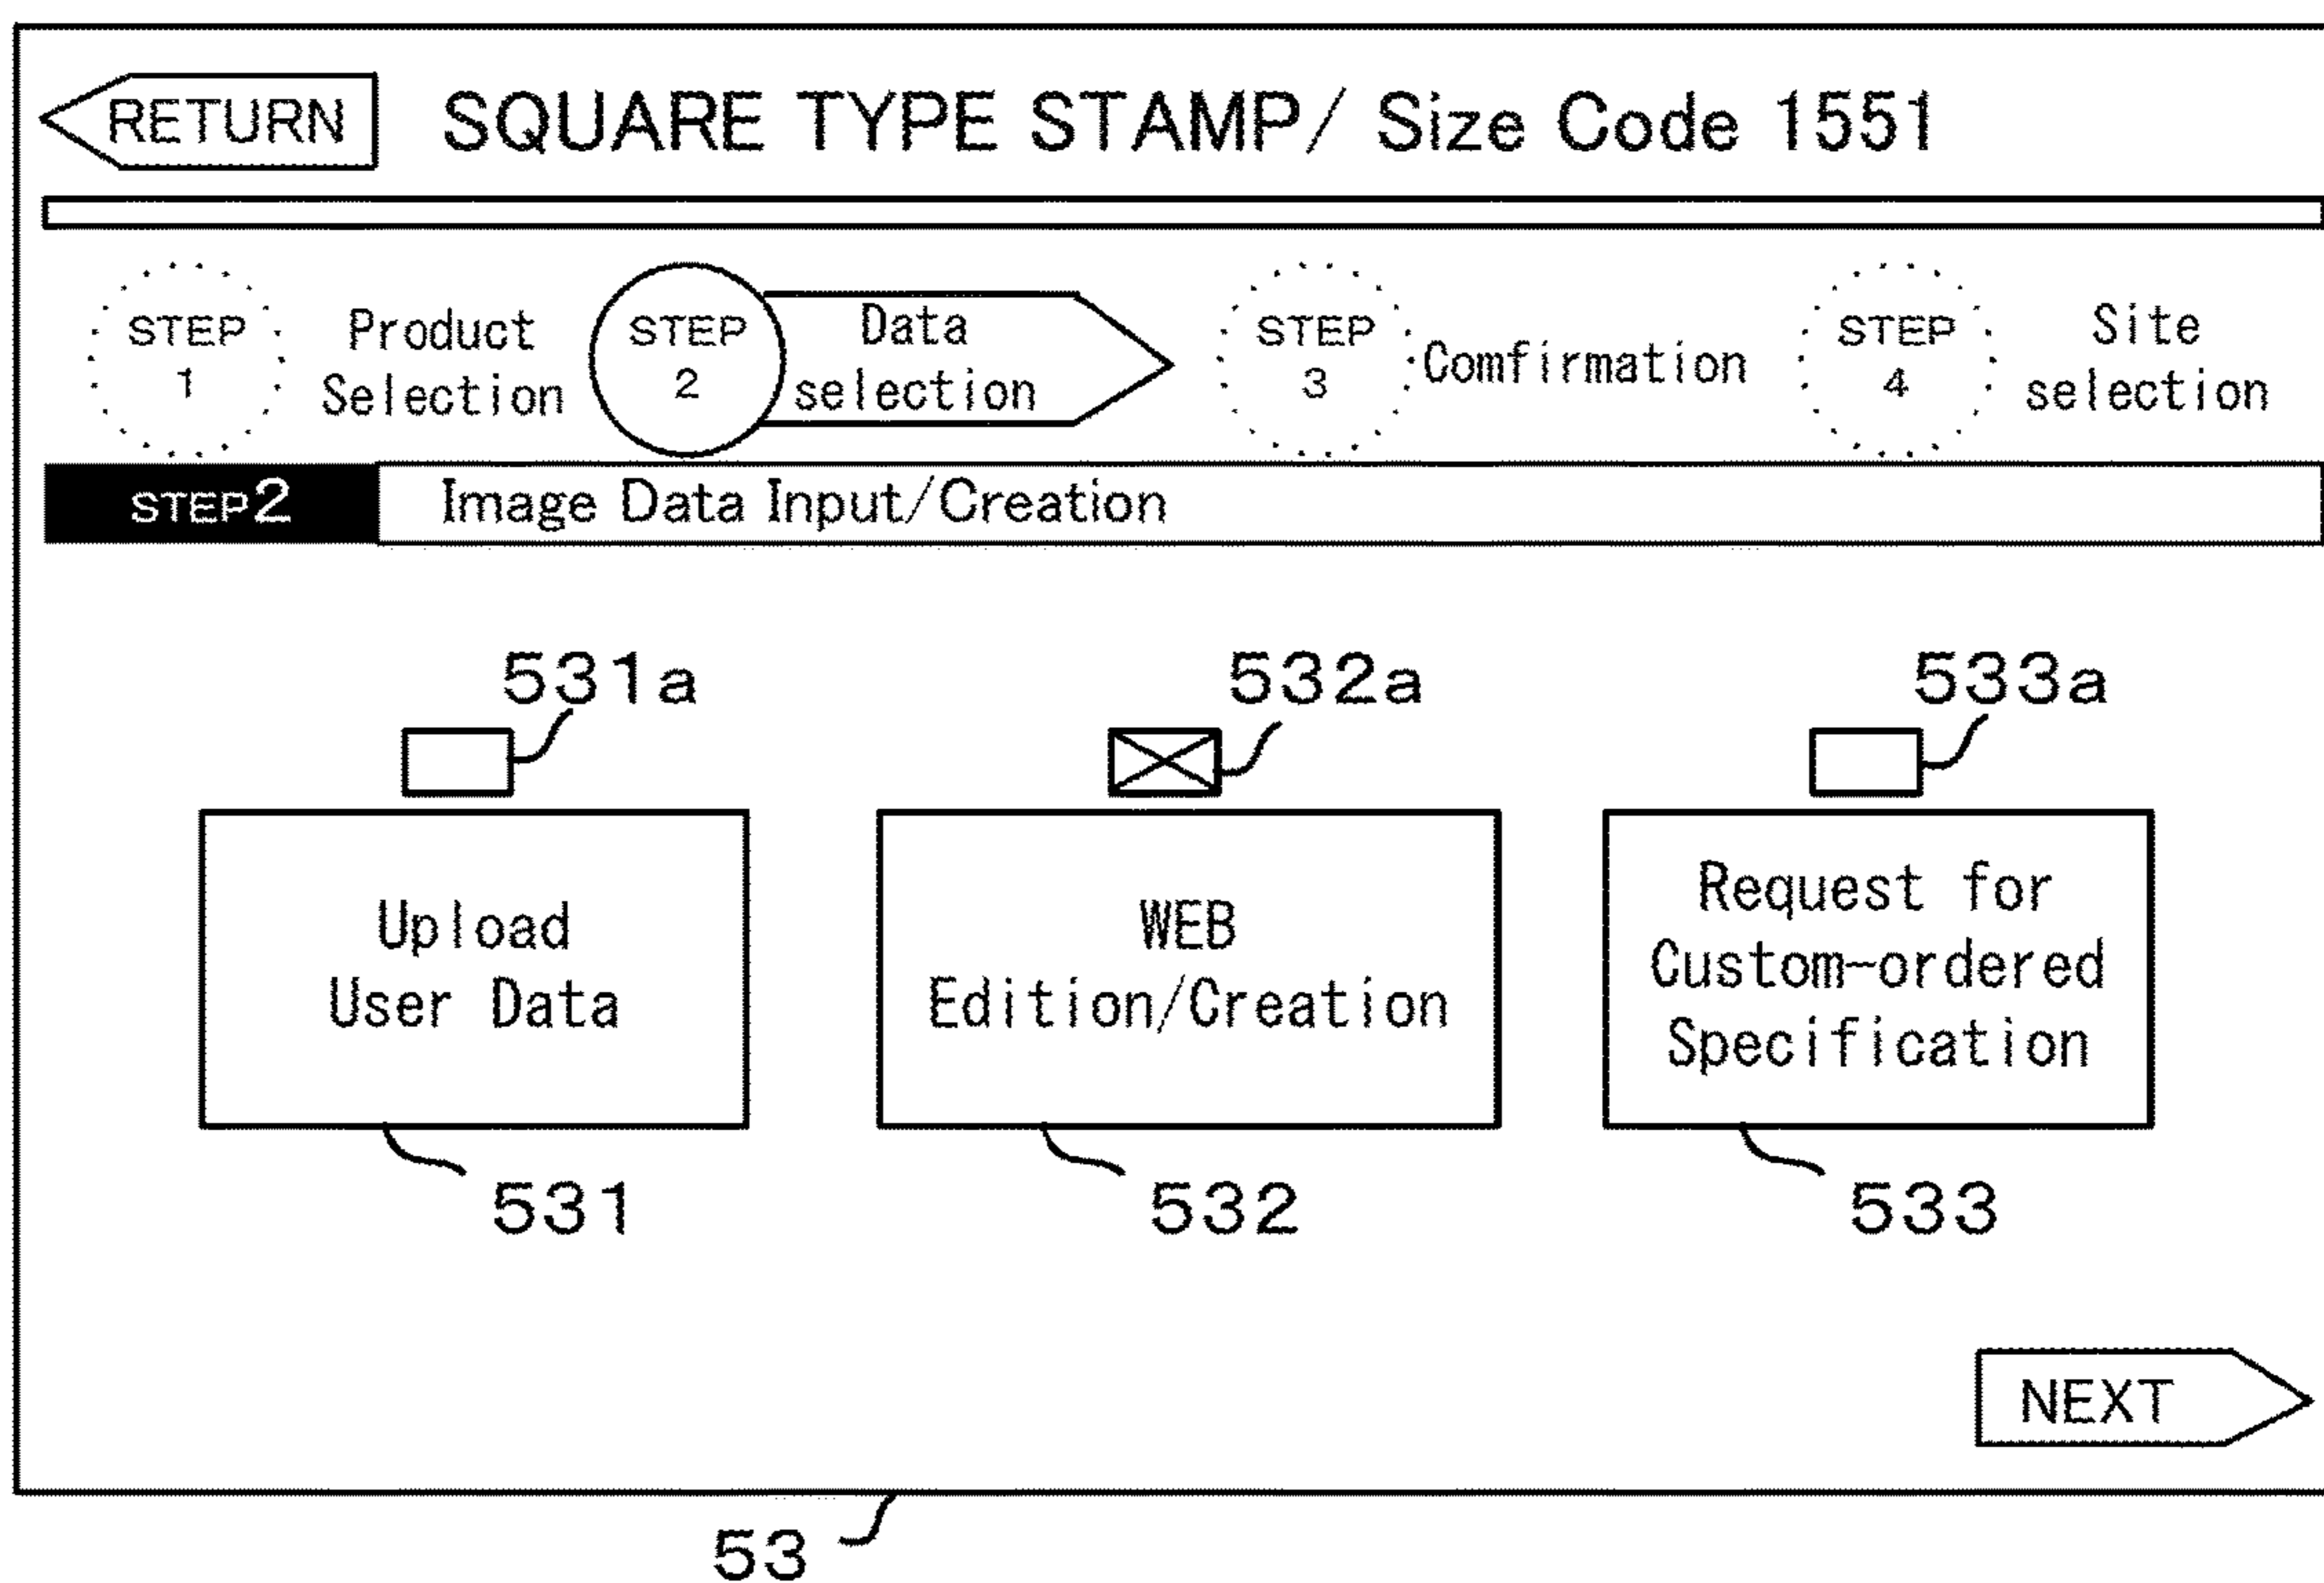 RETURN
SQUARE TYPE STAMP/ Size Code 1551
STEP
1
Product
Selection
STEP
2
Data
selection
STEP
3
Comfirmation
STEP
4
Site
selection
STEP2
Image Data Input/Creation
531a
532a
533a
Upload
User Data
WEB
Edition/Creation
Request for
Custom-ordered
Specification
531
532
533
NEXT
53